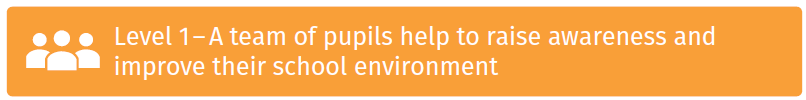 Level 1 – A team of pupils help to raise awareness and
improve their school environment